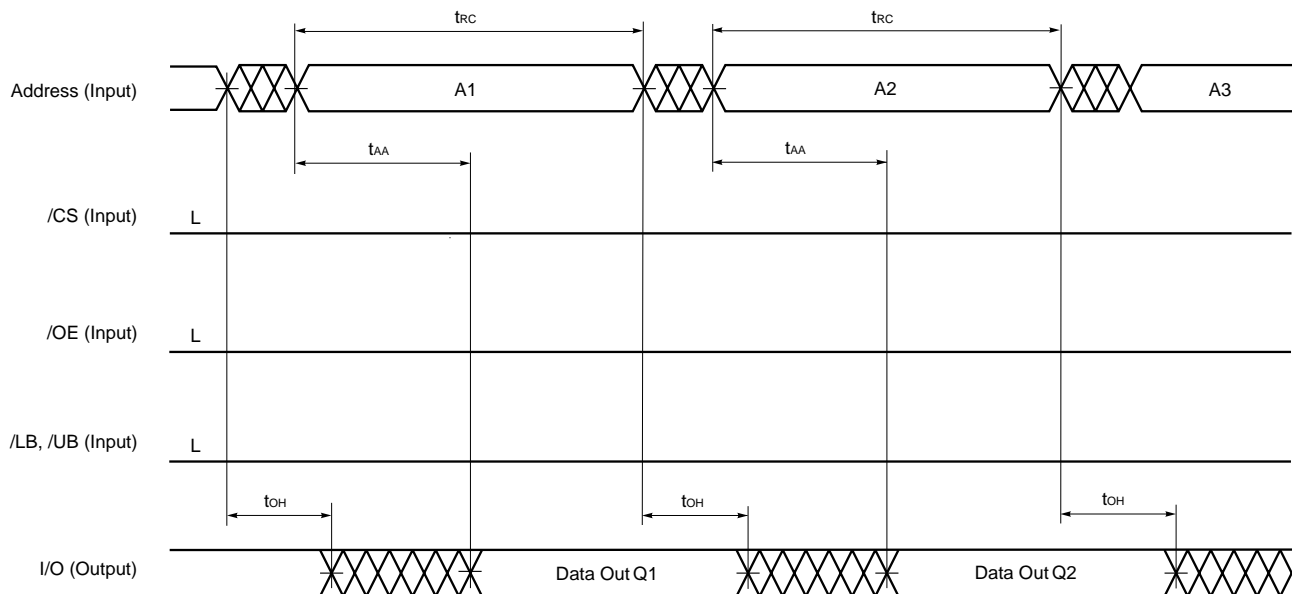 tRC tRC
Address (Input) A1 A2 A3
tAA tAA
/CS (Input) L
/OE (Input) L
/LB, /UB (Input) L
tOH tOH tOH
I/O (Output) Data Out Q1 Data Out Q2